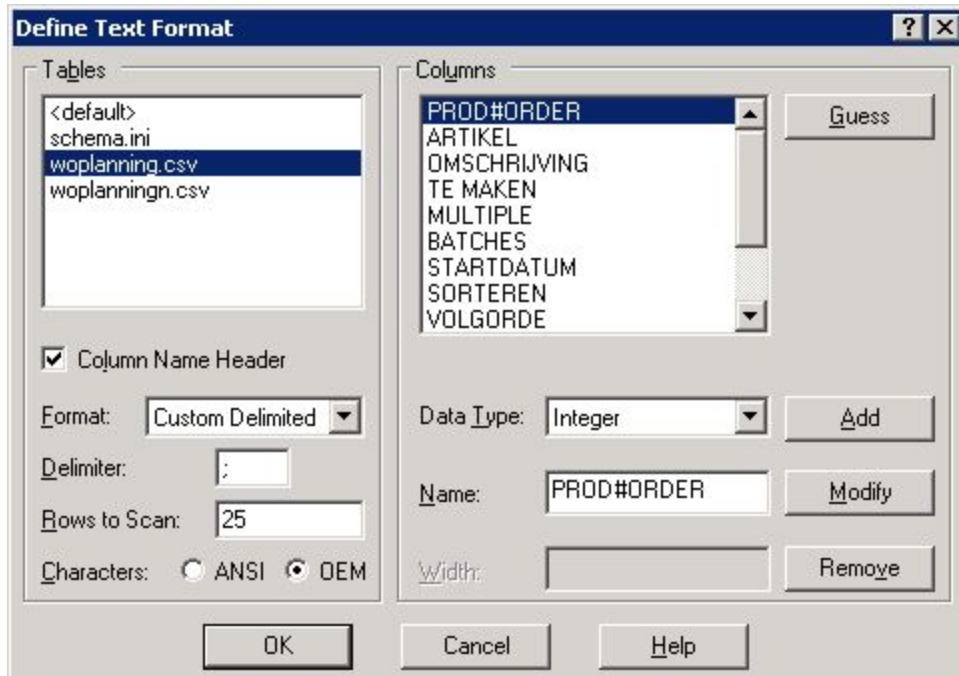 Define Text Format
Tables
<default>
schema.ini
woplanning.csv
woplanningn.csv
Column Name Header
Format: Custom Delimited
Delimiter: ;
Rows to Scan: 25
Characters: ANSI OEM
Columns
PROD#ORDER
ARTIKEL
OMSCHRIJVING
TE MAKEN
MULTIPLE
BATCHES
STARTDATUM
SORTEREN
VOLGORDE
Guess
Data Type: Integer
Add
Name: PROD#ORDER
Modify
Width:
Remove
OK Cancel Help